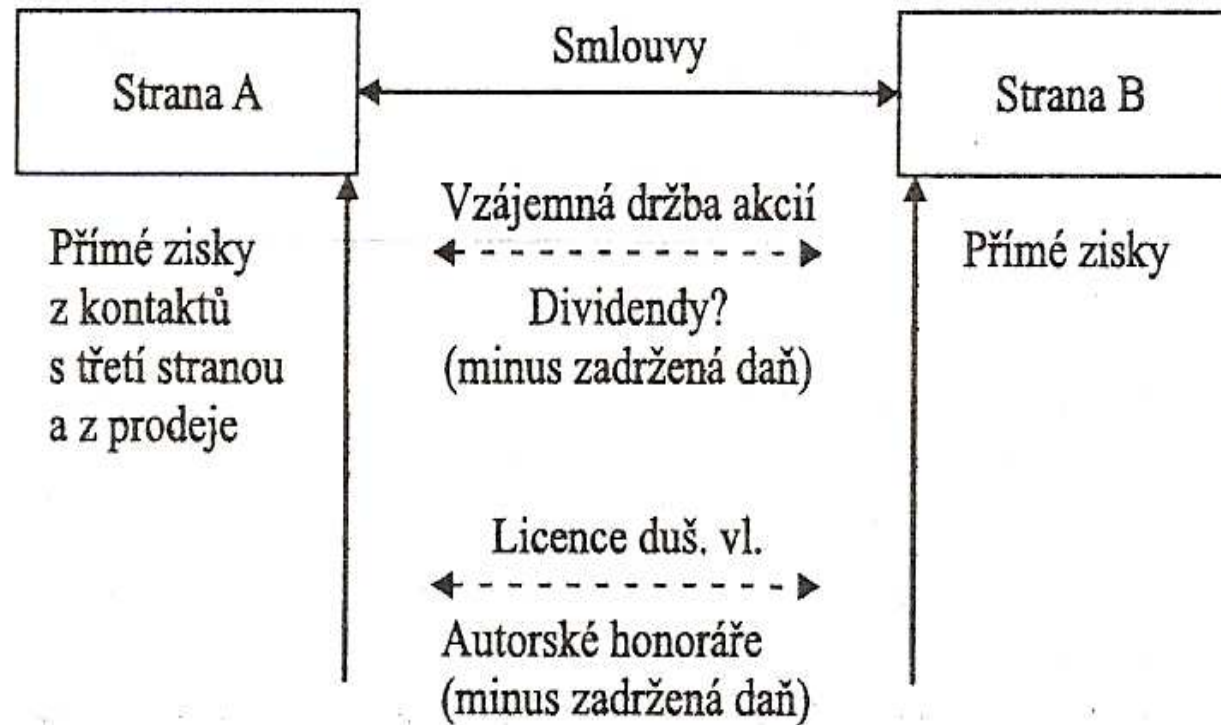 Smlouvy
Strana A
Strana B
Vzájemná držba akcií
Přímé zisky
z kontaktů
s třetí stranou
a z prodeje
Dividendy?
(minus zadržená daň)
Přímé zisky
Licence duš. vl.
Autorské honoráře
(minus zadržená daň)